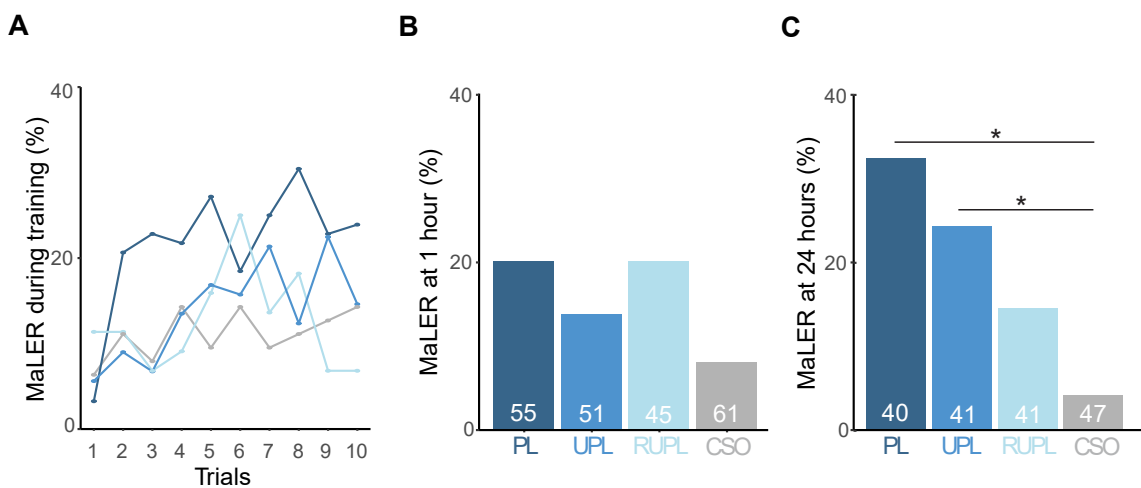 A
MaLER during training (%)
40
20
0
1 2 3 4 5 6 7 8 9 10
Trials
B
MaLER at 1 hour (%)
40
20
0
55 51 45 61
PL UPL RUPL CSO
C
MaLER at 24 hours (%)
40
20
0
*
*
40 41 41 47
PL UPL RUPL CSO